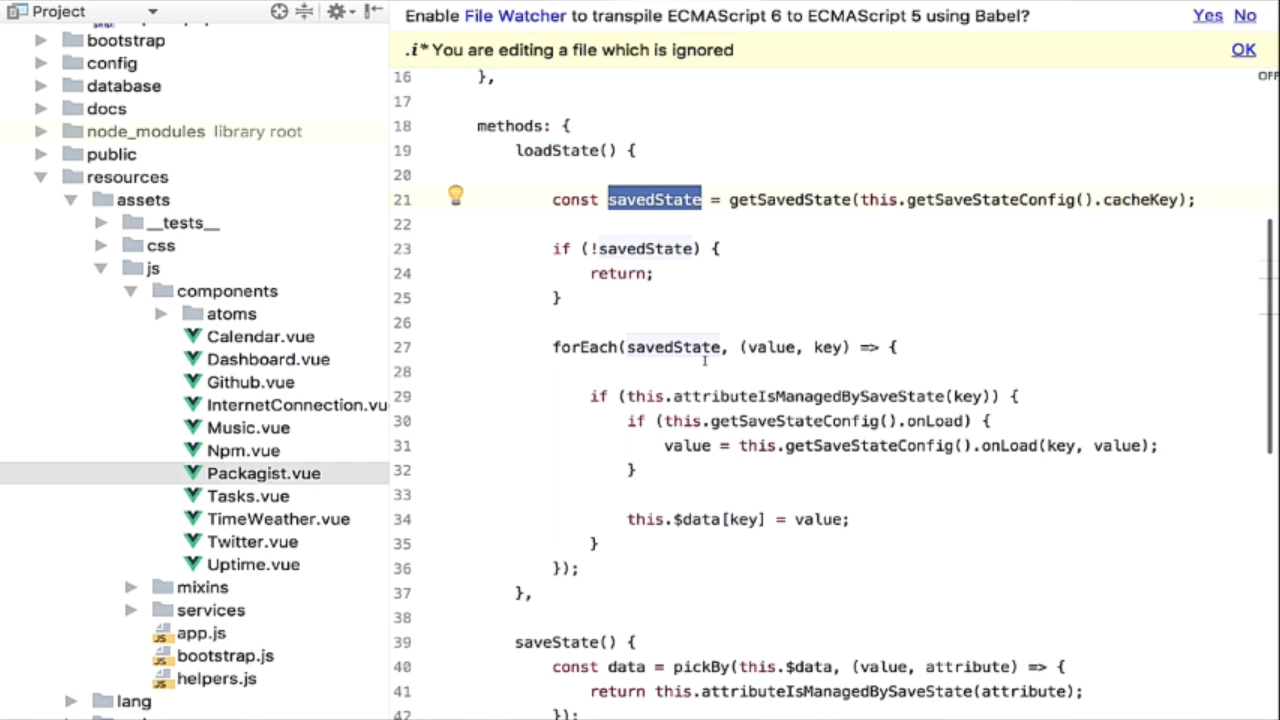 Project
bootstrap
config
database
docs
node_modules library root
public
resources
assets
__tests__
css
js
components
atoms
Calendar.vue
Dashboard.vue
Github.vue
InternetConnection.vu
Music.vue
Npm.vue
Packagist.vue
Tasks.vue
TimeWeather.vue
Twitter.vue
Uptime.vue
mixins
services
app.js
bootstrap.js
helpers.js
lang
Enable File Watcher to transpile ECMAScript 6 to ECMAScript 5 using Babel? Yes No
.i* You are editing a file which is ignored OK
OFF
16 },
17
18 methods: {
19 loadState() {
20
21 const savedState = getSavedState(this.getSaveStateConfig().cacheKey);
22
23 if (!savedState) {
24 return;
25 }
26
27 forEach(savedState, (value, key) => {
28
29 if (this.attributeIsManagedBySaveState(key)) {
30 if (this.getSaveStateConfig().onLoad) {
31 value = this.getSaveStateConfig().onLoad(key, value);
32 }
33
34 this.$data[key] = value;
35 }
36 });
37 },
38
39 saveState() {
40 const data = pickBy(this.$data, (value, attribute) => {
41 return this.attributeIsManagedBySaveState(attribute);
42 });